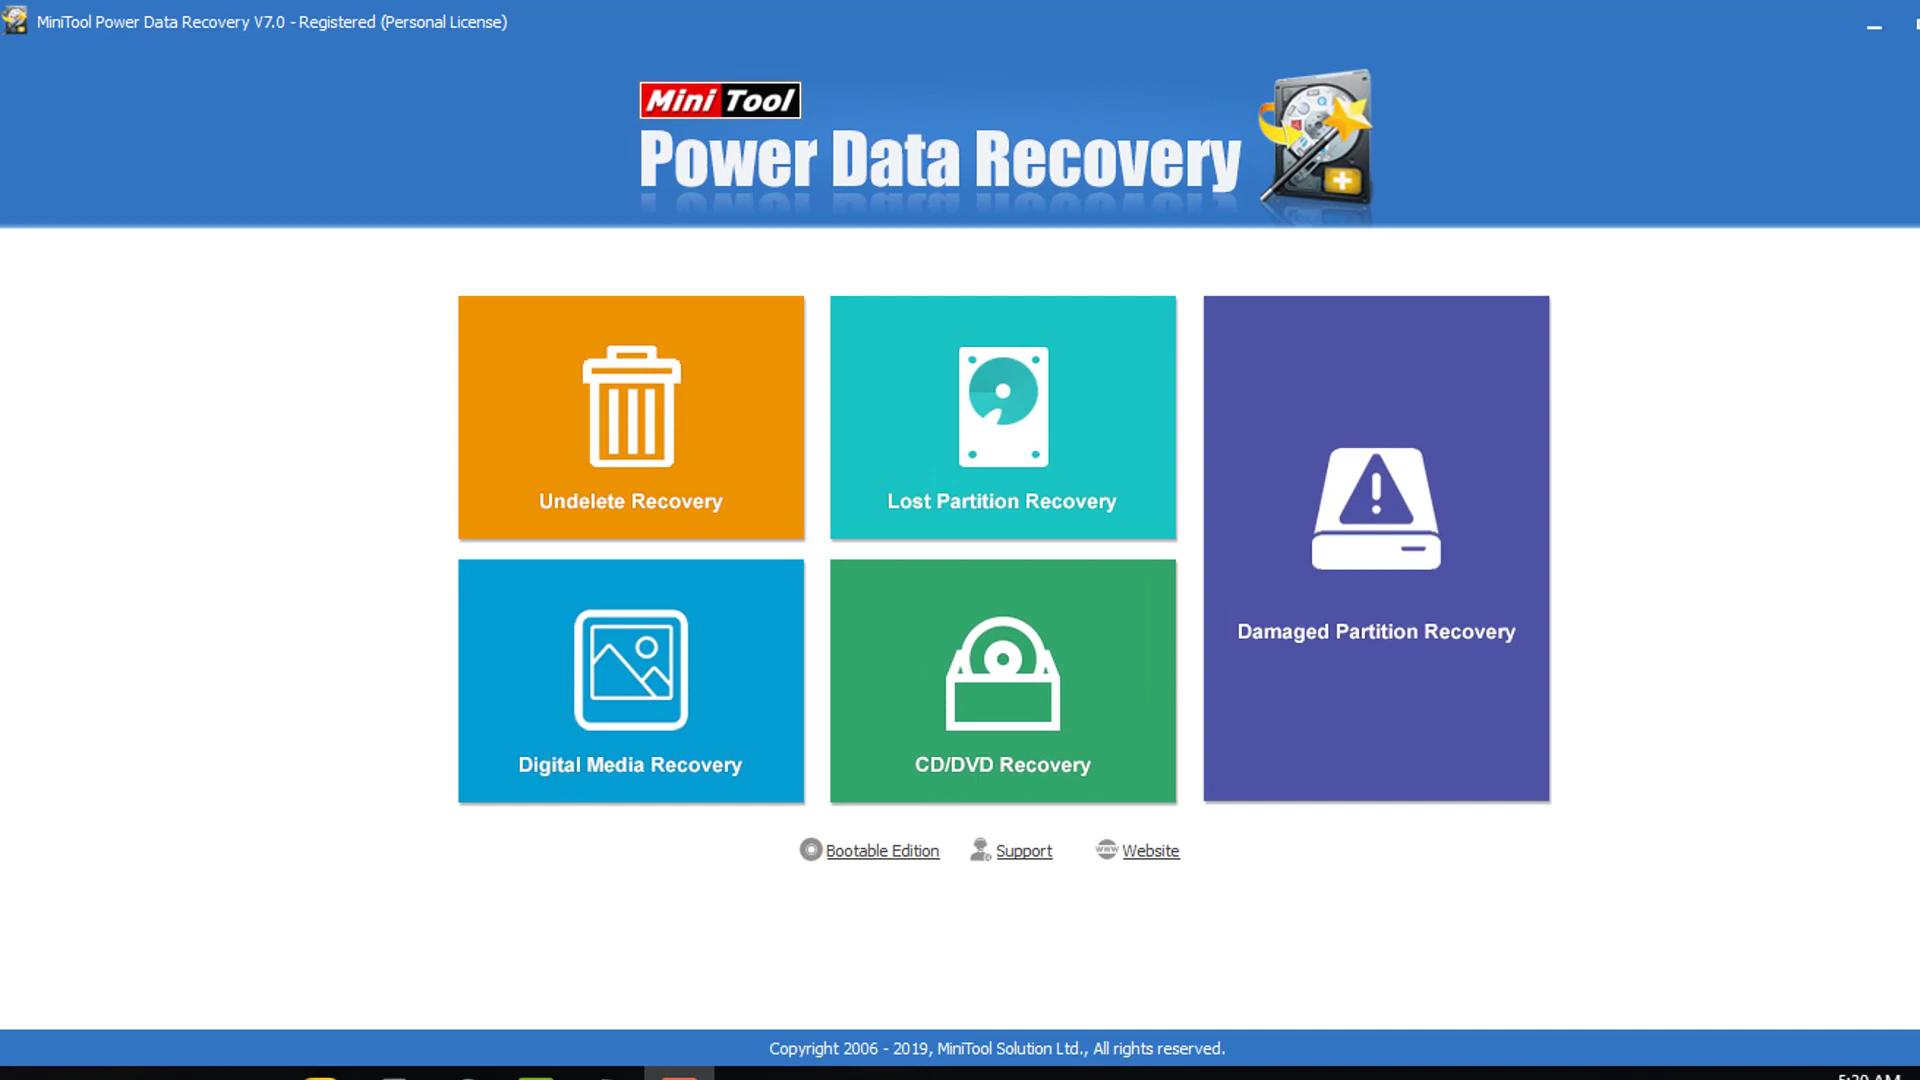 MiniTool Power Data Recovery V7.0 - Registered (Personal License)
Mini Tool
Power Data Recovery
Undelete Recovery
Lost Partition Recovery
Damaged Partition Recovery
Digital Media Recovery
CD/DVD Recovery
Bootable Edition
Support
www
Website
Copyright 2006 - 2019, MiniTool Solution Ltd., All rights reserved.